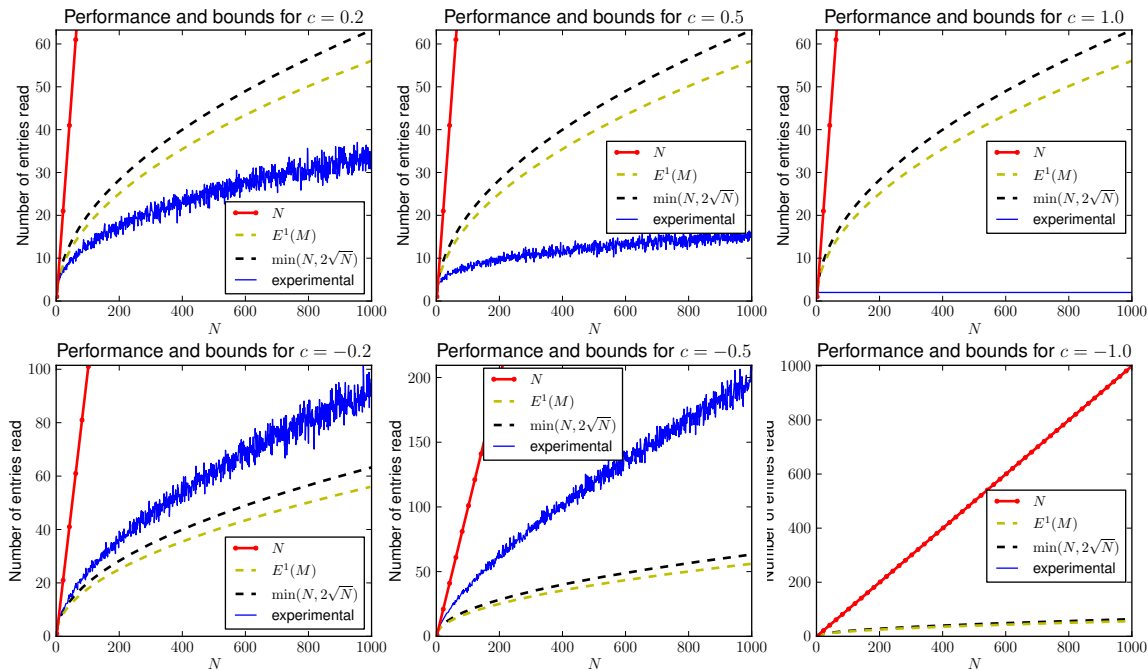 Performance and bounds for c = 0.2
Number of entries read
60
50
40
30
20
10
0
0 200 400 600 800 1000
N
N
E¹(M)
min(N, 2√N)
experimental
Performance and bounds for c = 0.5
Number of entries read
60
50
40
30
20
10
0
0 200 400 600 800 1000
N
N
E¹(M)
min(N, 2√N)
experimental
Performance and bounds for c = 1.0
Number of entries read
60
50
40
30
20
10
0
0 200 400 600 800 1000
N
N
E¹(M)
min(N, 2√N)
experimental
Performance and bounds for c = −0.2
Number of entries read
100
80
60
40
20
0
0 200 400 600 800 1000
N
N
E¹(M)
min(N, 2√N)
experimental
Performance and bounds for c = −0.5
Number of entries read
200
150
100
50
0
0 200 400 600 800 1000
N
N
E¹(M)
min(N, 2√N)
experimental
Performance and bounds for c = −1.0
Number of entries read
1000
800
600
400
200
0
0 200 400 600 800 1000
N
N
E¹(M)
min(N, 2√N)
experimental